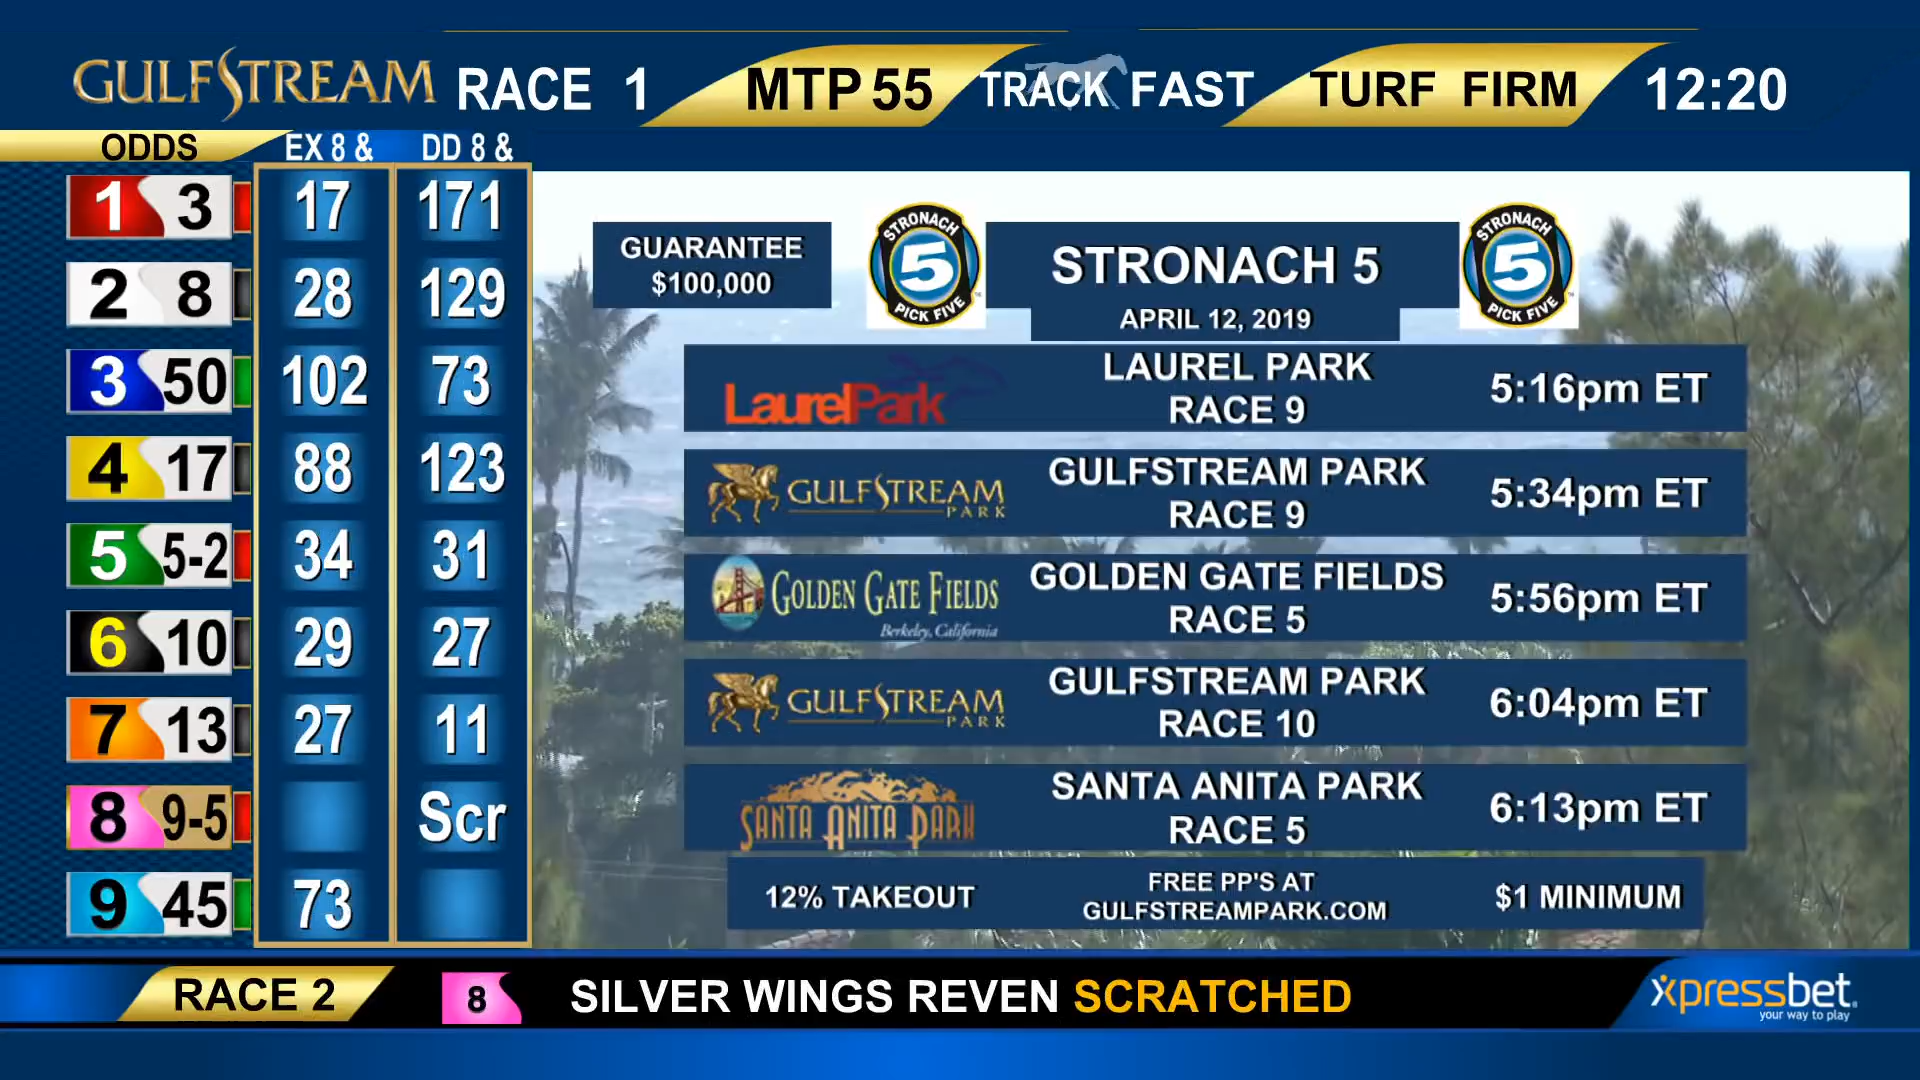 GULFSTREAM RACE 1 MTP 55 TRACK FAST TURF FIRM 12:20
ODDS EX 8 & DD 8 &
1 3 17 171
2 8 28 129
3 50 102 73
4 17 88 123
5 5-2 34 31
6 10 29 27
7 13 27 11
8 9-5 Scr
9 45 73
GUARANTEE
$100,000
STRONACH
5
PICK FIVE
STRONACH 5
APRIL 12, 2019
STRONACH
5
PICK FIVE
LaurelPark
LAUREL PARK
RACE 9
5:16pm ET
GULFSTREAM
PARK
GULFSTREAM PARK
RACE 9
5:34pm ET
GOLDEN GATE FIELDS
Berkeley, California
GOLDEN GATE FIELDS
RACE 5
5:56pm ET
GULFSTREAM
PARK
GULFSTREAM PARK
RACE 10
6:04pm ET
SANTA ANITA PARK
SANTA ANITA PARK
RACE 5
6:13pm ET
12% TAKEOUT
FREE PP'S AT
GULFSTREAMPARK.COM
$1 MINIMUM
RACE 2 8 SILVER WINGS REVEN SCRATCHED
xpressbet
your way to play